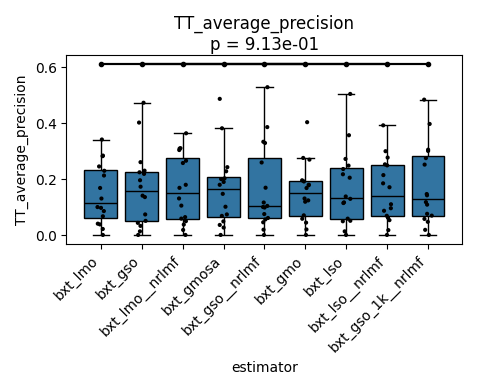 TT_average_precision
p = 9.13e-01
TT_average_precision
0.6
0.4
0.2
0.0
bxt_lmo
bxt_gso
bxt_lmo__nrlmf
bxt_gmosa
bxt_gso__nrlmf
bxt_gmo
bxt_lso
bxt_lso__nrlmf
bxt_gso_1k__nrlmf
estimator